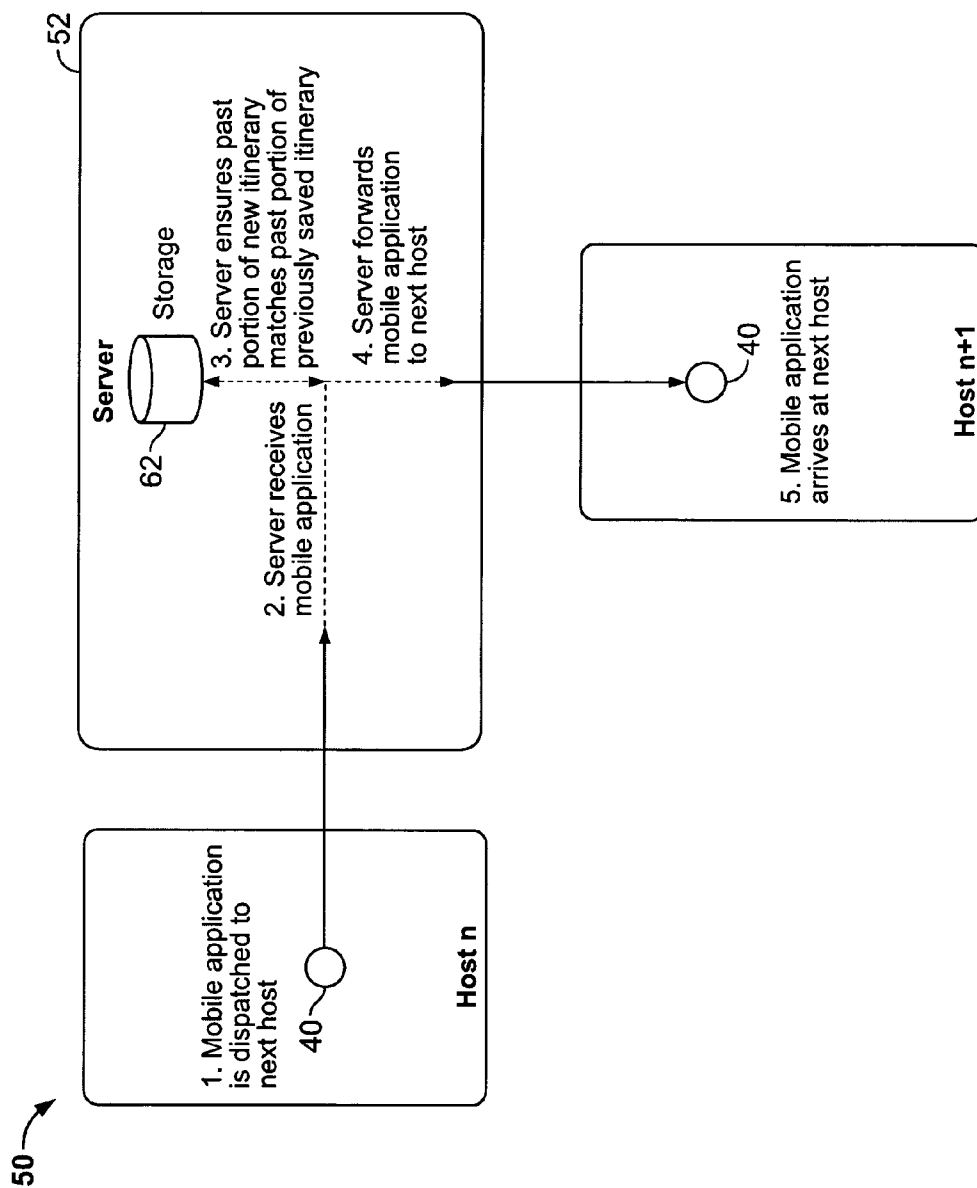 50
1. Mobile application
is dispatched to
next host
40
Host n
52
Server
62
Storage
2. Server receives
mobile application
3. Server ensures past
portion of new itinerary
matches past portion of
previously saved itinerary
4. Server forwards
mobile application
to next host
5. Mobile application
arrives at next host
40
Host n+1